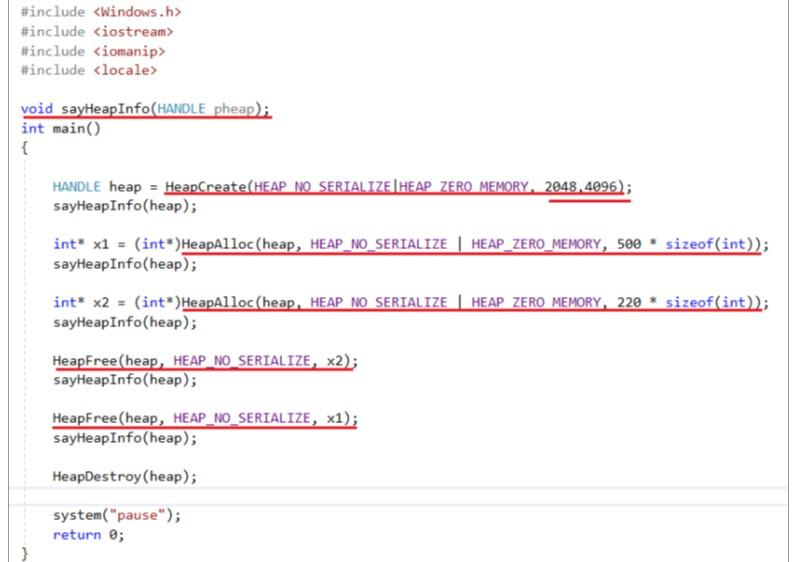 #include <Windows.h>
#include <iostream>
#include <iomanip>
#include <locale>
void sayHeapInfo(HANDLE pheap);
int main()
{
HANDLE heap = HeapCreate(HEAP_NO_SERIALIZE|HEAP_ZERO_MEMORY, 2048,4096);
sayHeapInfo(heap);
int* x1 = (int*)HeapAlloc(heap, HEAP_NO_SERIALIZE | HEAP_ZERO_MEMORY, 500 * sizeof(int));
sayHeapInfo(heap);
int* x2 = (int*)HeapAlloc(heap, HEAP_NO_SERIALIZE | HEAP_ZERO_MEMORY, 220 * sizeof(int));
sayHeapInfo(heap);
HeapFree(heap, HEAP_NO_SERIALIZE, x2);
sayHeapInfo(heap);
HeapFree(heap, HEAP_NO_SERIALIZE, x1);
sayHeapInfo(heap);
HeapDestroy(heap);
system("pause");
return 0;
}